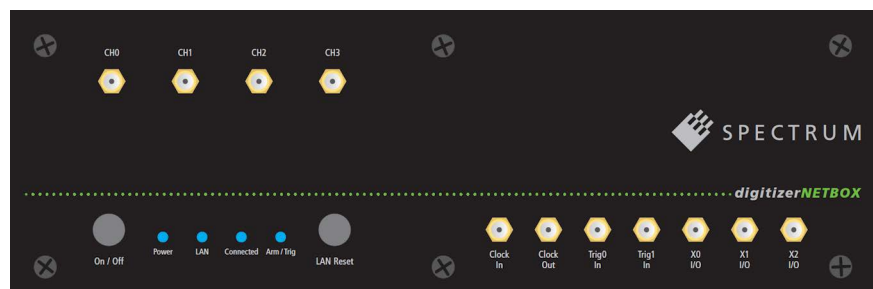 CH0 CH1 CH2 CH3
SPECTRUM
digitizerNETBOX
On / Off
Power LAN Connected Arm/Trig
LAN Reset
Clock In
Clock Out
Trig0 In
Trig1 In
X0 I/O
X1 I/O
X2 I/O